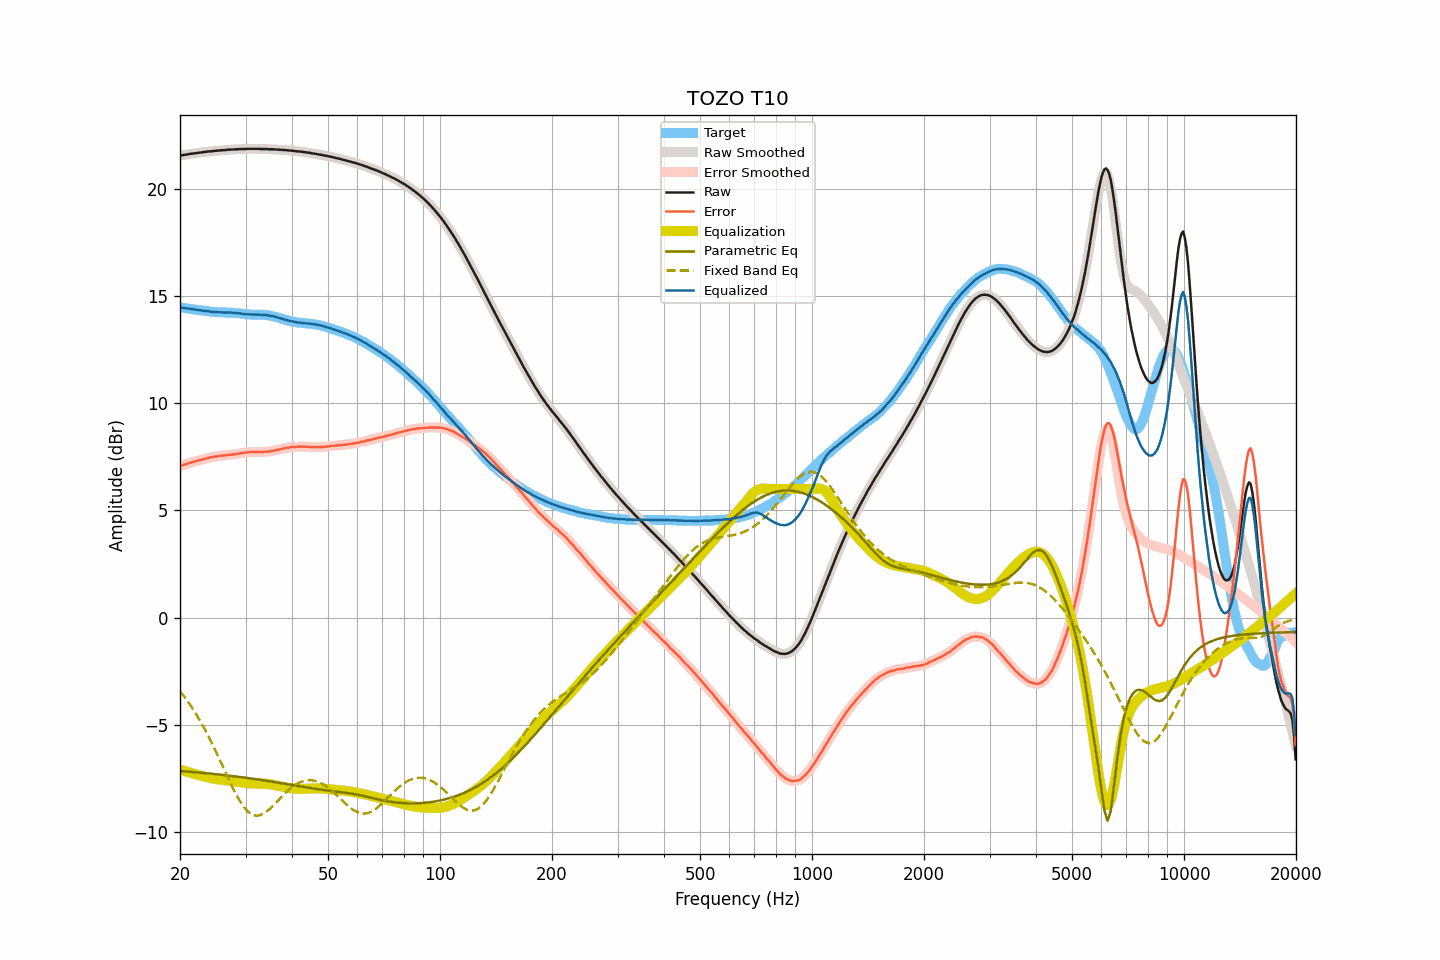 TOZO T10
Target
Raw Smoothed
Error Smoothed
Raw
Error
Equalization
Parametric Eq
Fixed Band Eq
Equalized
Amplitude (dBr)
20
15
10
5
0
−5
−10
20 50 100 200 500 1000 2000 5000 10000 20000
Frequency (Hz)